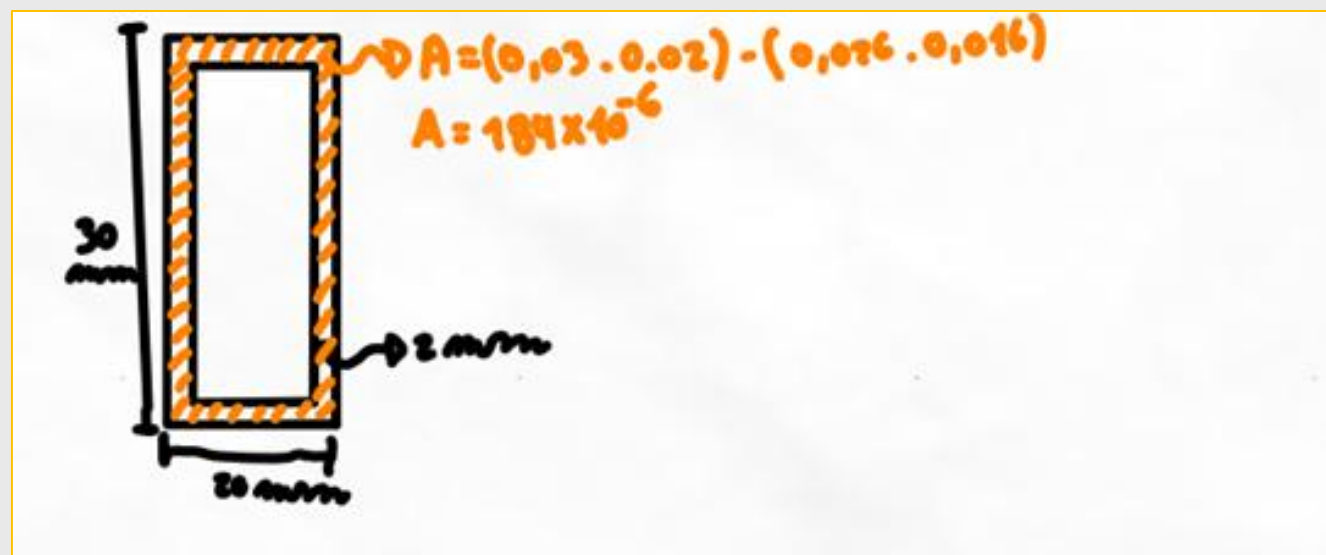 A=(0,03 . 0.02) - (0,026 . 0,016)
A= 184x10^-6
30
mm
2 mm
20 mm